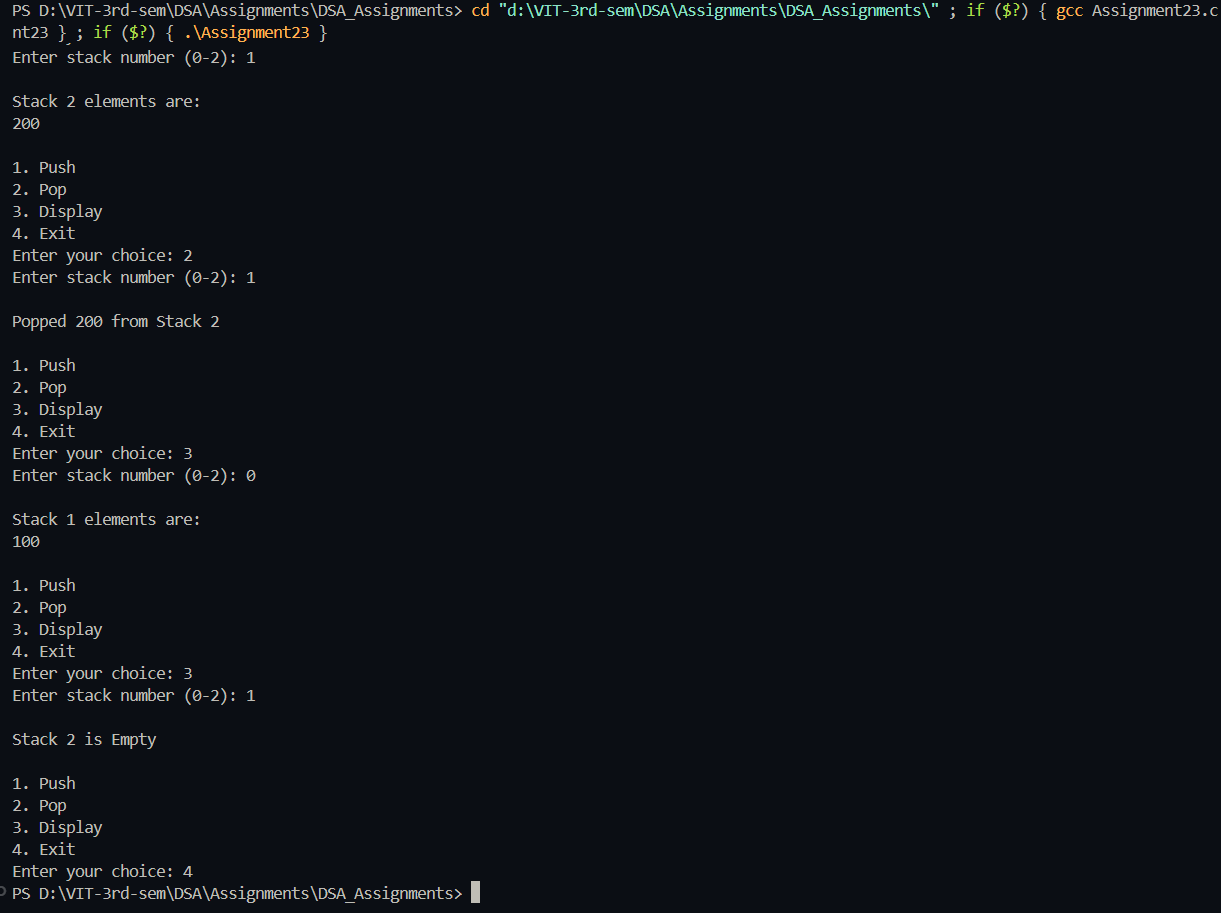 PS D:\VIT-3rd-sem\DSA\Assignments\DSA_Assignments> cd "d:\VIT-3rd-sem\DSA\Assignments\DSA_Assignments\" ; if ($?) { gcc Assignment23.c
nt23 } ; if ($?) { .\Assignment23 }
Enter stack number (0-2): 1
Stack 2 elements are:
200
1. Push
2. Pop
3. Display
4. Exit
Enter your choice: 2
Enter stack number (0-2): 1
Popped 200 from Stack 2
1. Push
2. Pop
3. Display
4. Exit
Enter your choice: 3
Enter stack number (0-2): 0
Stack 1 elements are:
100
1. Push
2. Pop
3. Display
4. Exit
Enter your choice: 3
Enter stack number (0-2): 1
Stack 2 is Empty
1. Push
2. Pop
3. Display
4. Exit
Enter your choice: 4
PS D:\VIT-3rd-sem\DSA\Assignments\DSA_Assignments>